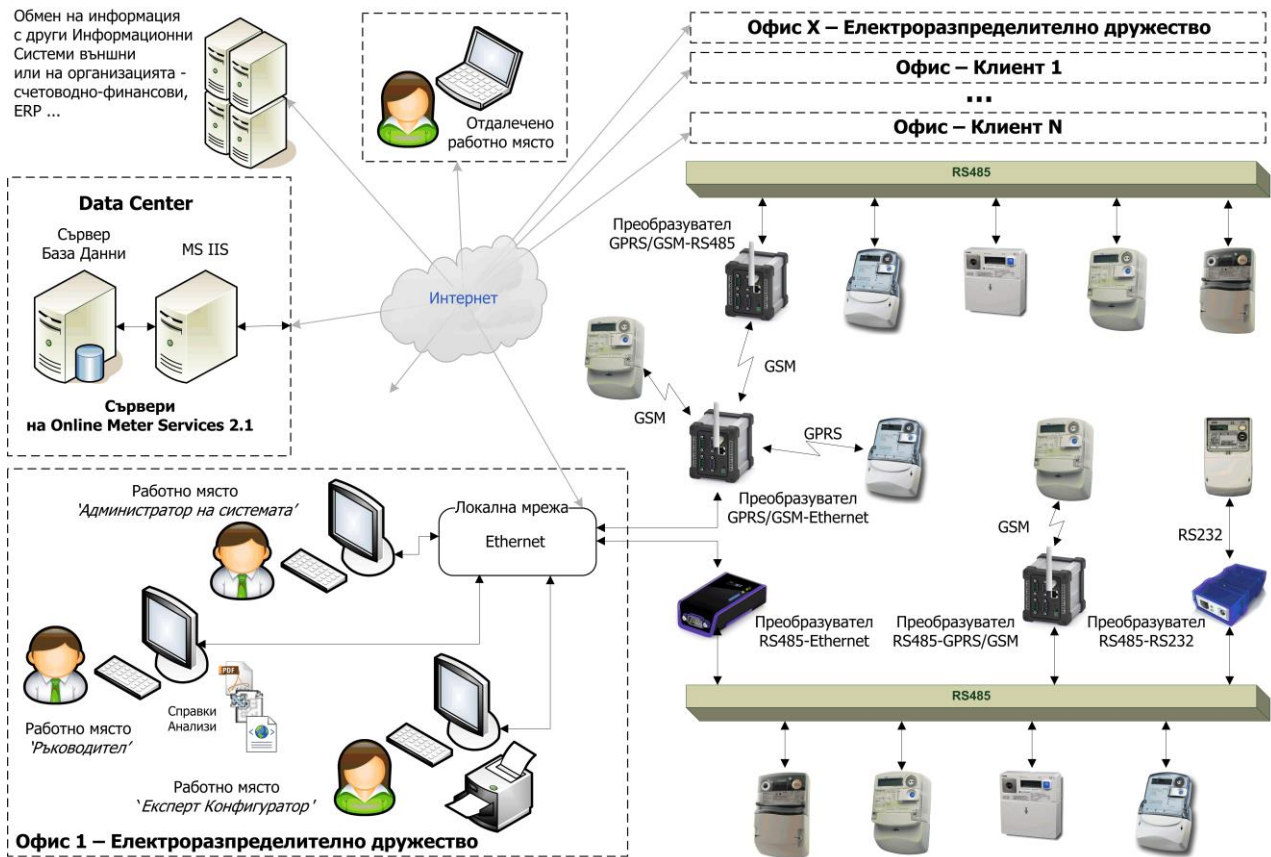 Обмен на информация
с други Информационни
Системи външни
или на организацията -
счетоводно-финансови,
ERP ...
Отдалечено
работно място
Офис X – Електроразпределително дружество
Офис – Клиент 1
...
Офис – Клиент N
RS485
Data Center
Сървър
База Данни
MS IIS
Сървери
на Online Meter Services 2.1
Интернет
Преобразувател
GPRS/GSM-RS485
GSM
GSM
GPRS
Преобразувател
GPRS/GSM-Ethernet
GSM
RS232
Работно място
'Администратор на системата'
Локална мрежа
Ethernet
Преобразувател
RS485-Ethernet
Преобразувател
RS485-GPRS/GSM
Преобразувател
RS485-RS232
RS485
PDF
Справки
Анализи
Работно място
'Ръководител'
Работно място
'Експерт Конфигуратор'
Офис 1 – Електроразпределително дружество